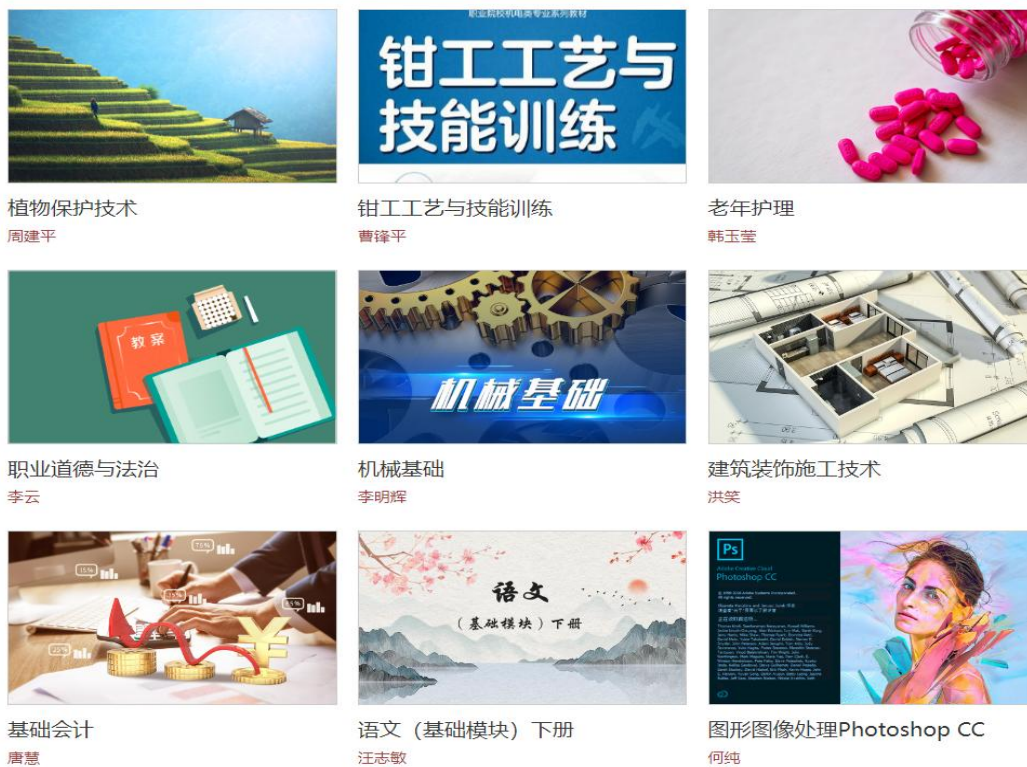 职业院校机电类专业系列教材
钳工工艺与
技能训练
植物保护技术
钳工工艺与技能训练
老年护理
周建平
曹锋平
韩玉莹
教案
机械基础
职业道德与法治
机械基础
建筑装饰施工技术
李云
李明辉
洪笑
75%
15%
35%
55%
25%
¥
语文
(基础模块)下册
Ps
Adobe Creative Cloud
Photoshop CC
基础会计
语文（基础模块）下册
图形图像处理Photoshop CC
唐慧
汪志敏
何纯